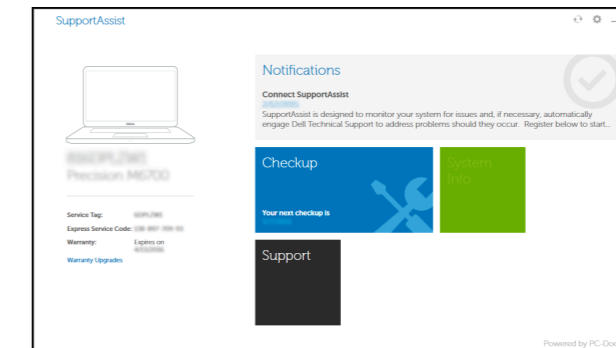 SupportAssist
Notifications
Connect SupportAssist
SupportAssist is designed to monitor your system for issues and, if necessary, automatically
engage Dell Technical Support to address problems should they occur. Register below to start...
Precision M6700
Checkup
System
Info
Service Tag:
Express Service Code:
Warranty: Expires on
Warranty Upgrades
Your next checkup is
Support
Powered by PC-Doc